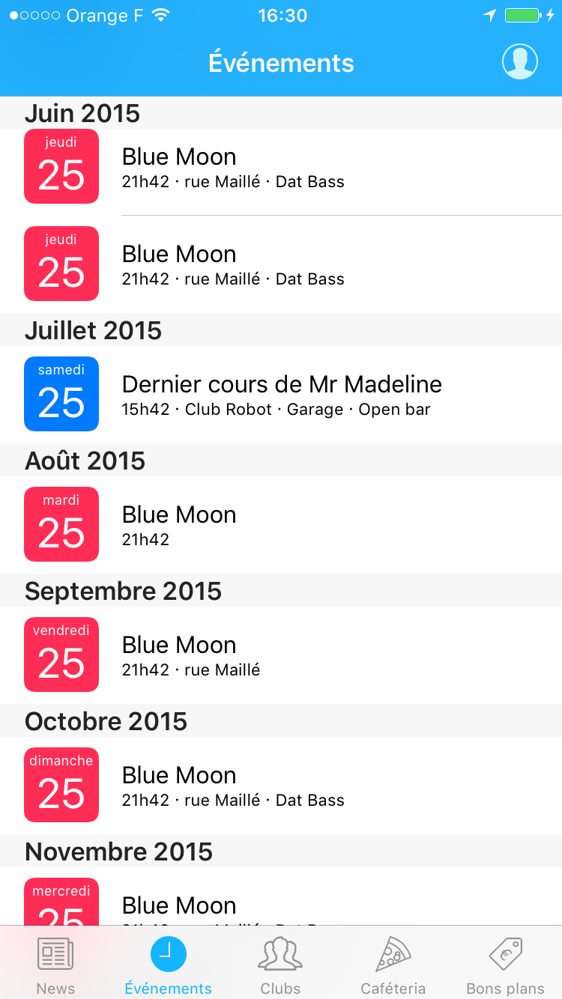 Orange F 16:30
Événements
Juin 2015
jeudi
25
Blue Moon
21h42 · rue Maillé · Dat Bass
jeudi
25
Blue Moon
21h42 · rue Maillé · Dat Bass
Juillet 2015
samedi
25
Dernier cours de Mr Madeline
15h42 · Club Robot · Garage · Open bar
Août 2015
mardi
25
Blue Moon
21h42
Septembre 2015
vendredi
25
Blue Moon
21h42 · rue Maillé
Octobre 2015
dimanche
25
Blue Moon
21h42 · rue Maillé · Dat Bass
Novembre 2015
mercredi
25
Blue Moon
News Événements Clubs Caféteria Bons plans